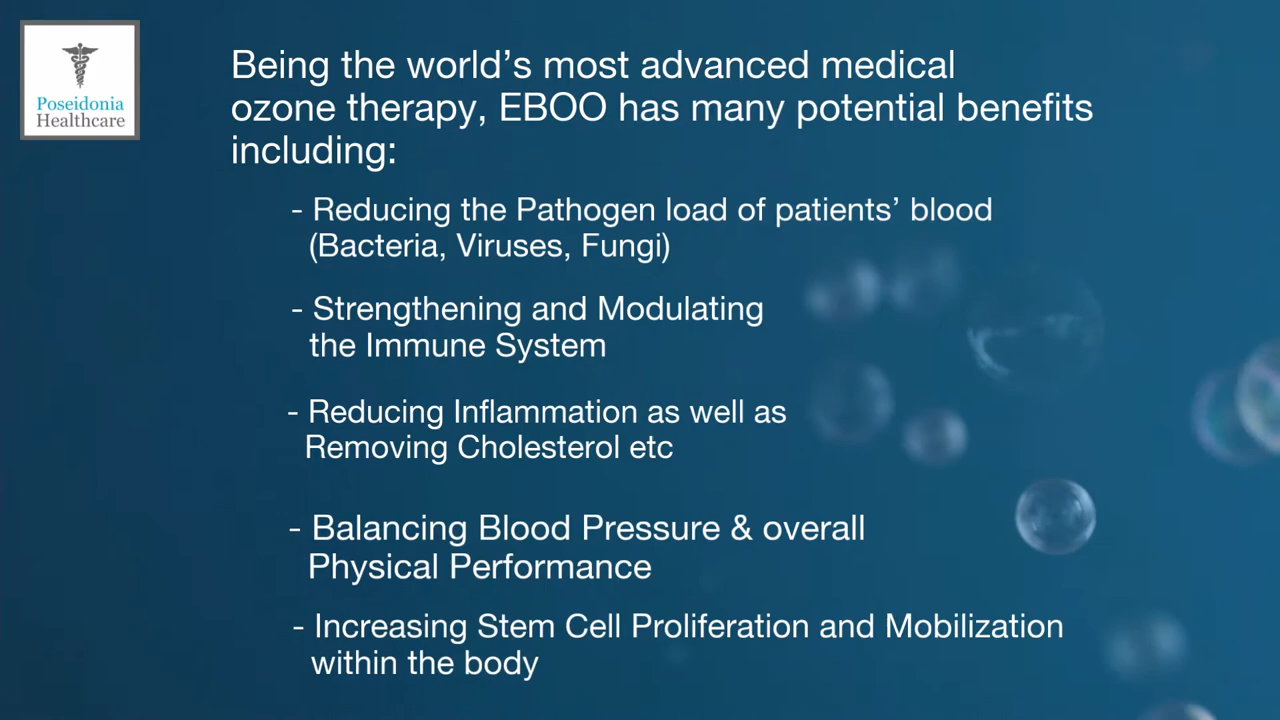 Poseidonia
Healthcare
Being the world’s most advanced medical
ozone therapy, EBOO has many potential benefits
including:
- Reducing the Pathogen load of patients’ blood
(Bacteria, Viruses, Fungi)
- Strengthening and Modulating
the Immune System
- Reducing Inflammation as well as
Removing Cholesterol etc
- Balancing Blood Pressure & overall
Physical Performance
- Increasing Stem Cell Proliferation and Mobilization
within the body